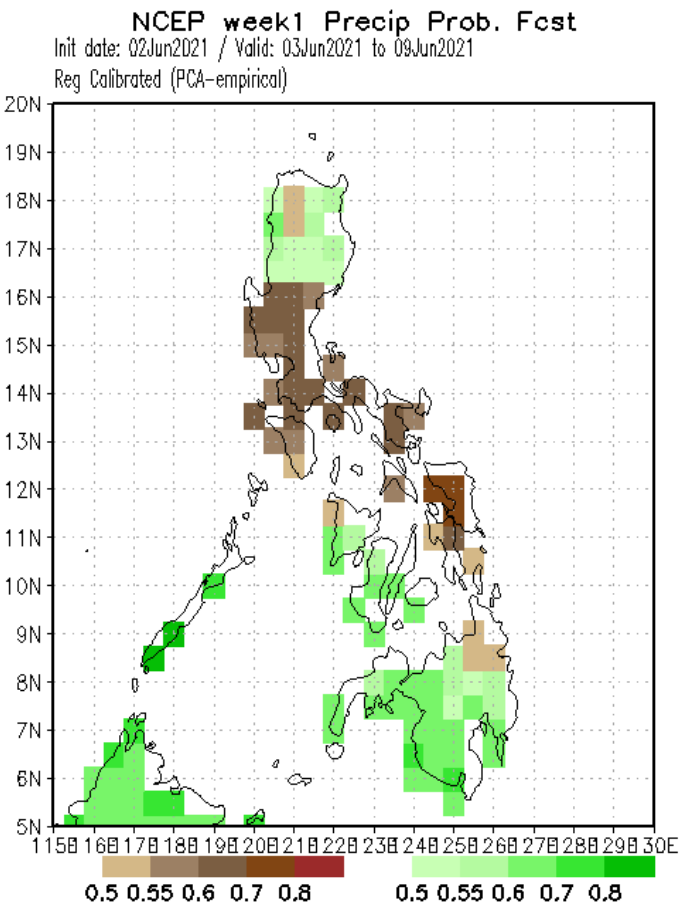 NCEP week1 Precip Prob. Fcst
Init date: 02Jun2021 / Valid: 03Jun2021 to 09Jun2021
Reg Calibrated (PCA-empirical)
20N
19N
18N
17N
16N
15N
14N
13N
12N
11N
10N
9N
8N
7N
6N
5N
115E 116E 117E 118E 119E 120E 121E 122E 123E 124E 125E 126E 127E 128E 129E 130E
0.5 0.55 0.6 0.7 0.8 0.5 0.55 0.6 0.7 0.8